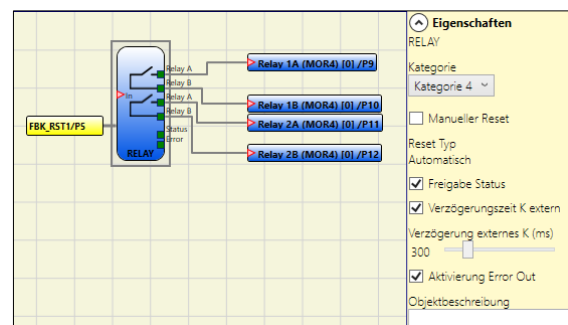 Relay A
Relay B
Relay A
Relay B
In
Status
Error
RELAY
FBK_RST1/P5
Relay 1A (MOR4) [0] /P9
Relay 1B (MOR4) [0] /P10
Relay 2A (MOR4) [0] /P11
Relay 2B (MOR4) [0] /P12
Eigenschaften
RELAY
Kategorie
Kategorie 4
Manueller Reset
Reset Typ
Automatisch
Freigabe Status
Verzögerungszeit K extern
Verzögerung externes K (ms)
300
Aktivierung Error Out
Objektbeschreibung